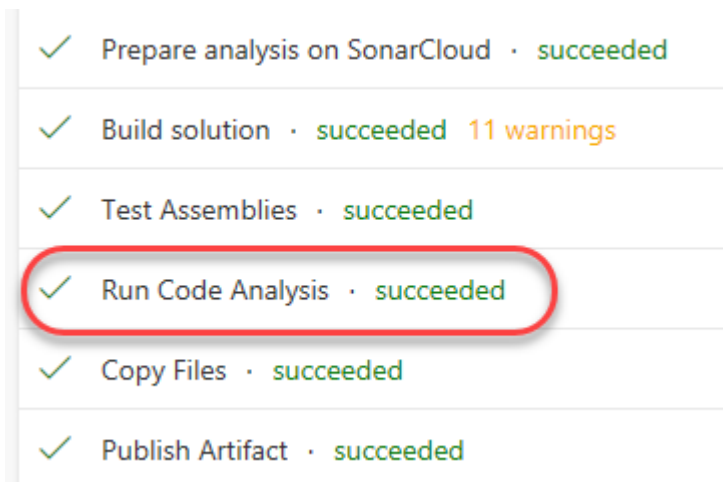 Prepare analysis on SonarCloud · succeeded
Build solution · succeeded 11 warnings
Test Assemblies · succeeded
Run Code Analysis · succeeded
Copy Files · succeeded
Publish Artifact · succeeded